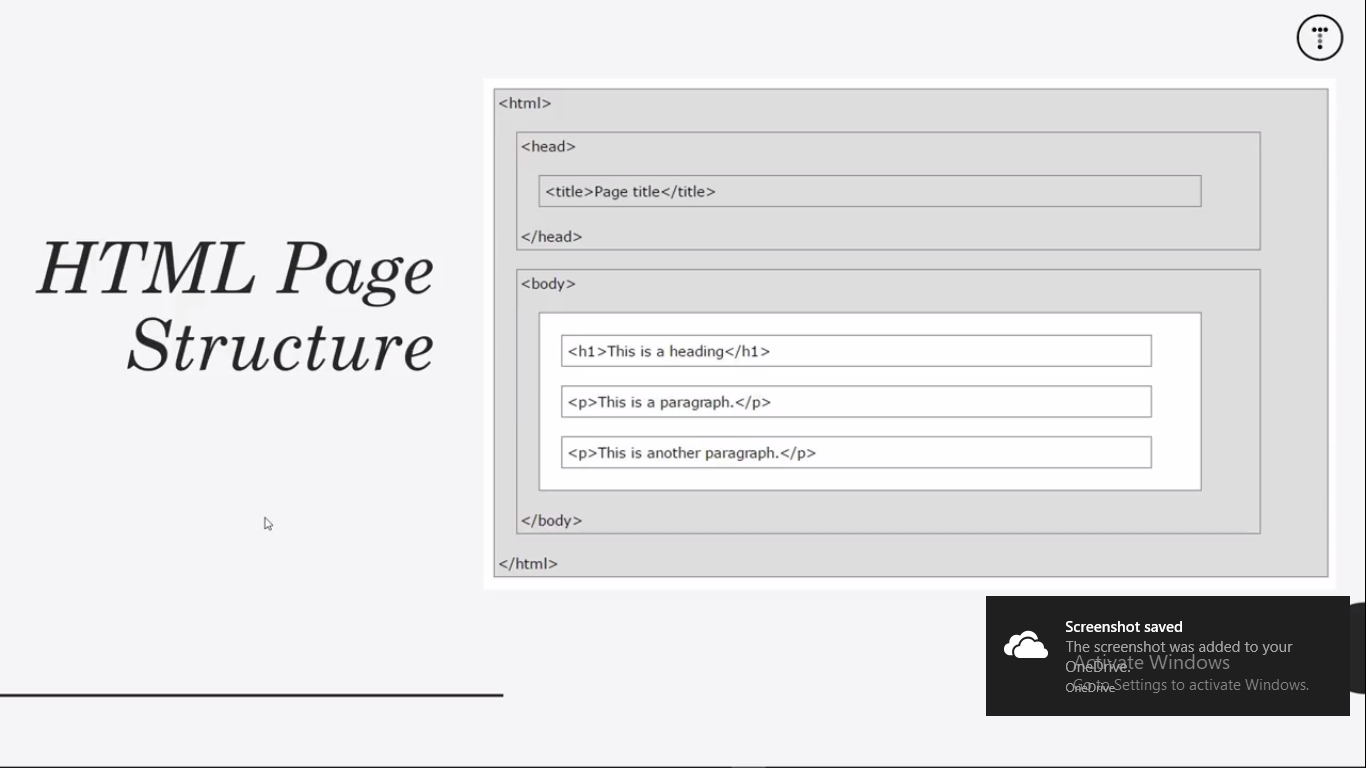 HTML Page
Structure
<html>
<head>
<title>Page title</title>
</head>
<body>
<h1>This is a heading</h1>
<p>This is a paragraph.</p>
<p>This is another paragraph.</p>
</body>
</html>
Screenshot saved
The screenshot was added to your
OneDrive.
OneDrive
Activate Windows
Go to Settings to activate Windows.